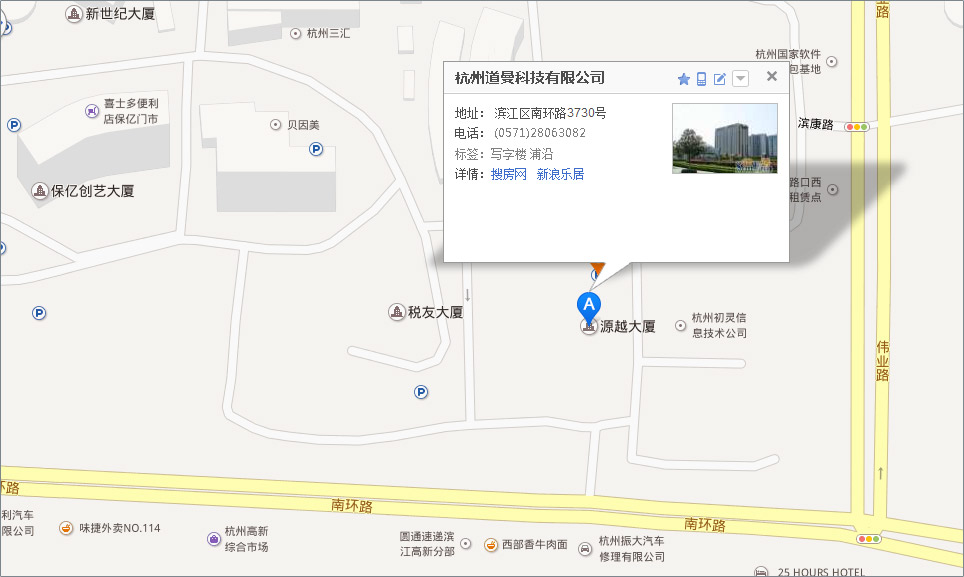 新世纪大厦
杭州三汇
路
杭州国家软件
包基地
喜士多便利
店保亿门市
P
贝因美
P
保亿创艺大厦
滨康路
杭州道曼科技有限公司
地址： 滨江区南环路3730号
电话： (0571)28063082
标签： 写字楼 浦沿
详情： 搜房网 新浪乐居
路口西
租赁点
P
税友大厦
A
源越大厦
杭州初灵信
息技术公司
伟业路
P
环路
南环路
南环路
利汽车
限公司
味捷外卖NO.114
杭州高新
综合市场
圆通速递滨
江高新分部
西部香牛肉面
杭州振大汽车
修理有限公司
25 HOURS HOTEL